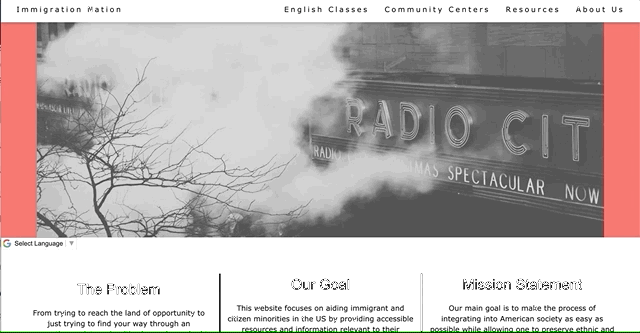 Immigration Nation
English Classes Community Centers Resources About Us
RADIO CIT
RADIO
MAS SPECTACULAR NOW
Select Language
The Problem
From trying to reach the land of opportunity to
just trying to find your way through an
Our Goal
This website focuses on aiding immigrant and
citizen minorities in the US by providing accessible
resources and information relevant to their
Mission Statement
Our main goal is to make the process of
integrating into American society as easy as
possible while allowing one to preserve ethnic and